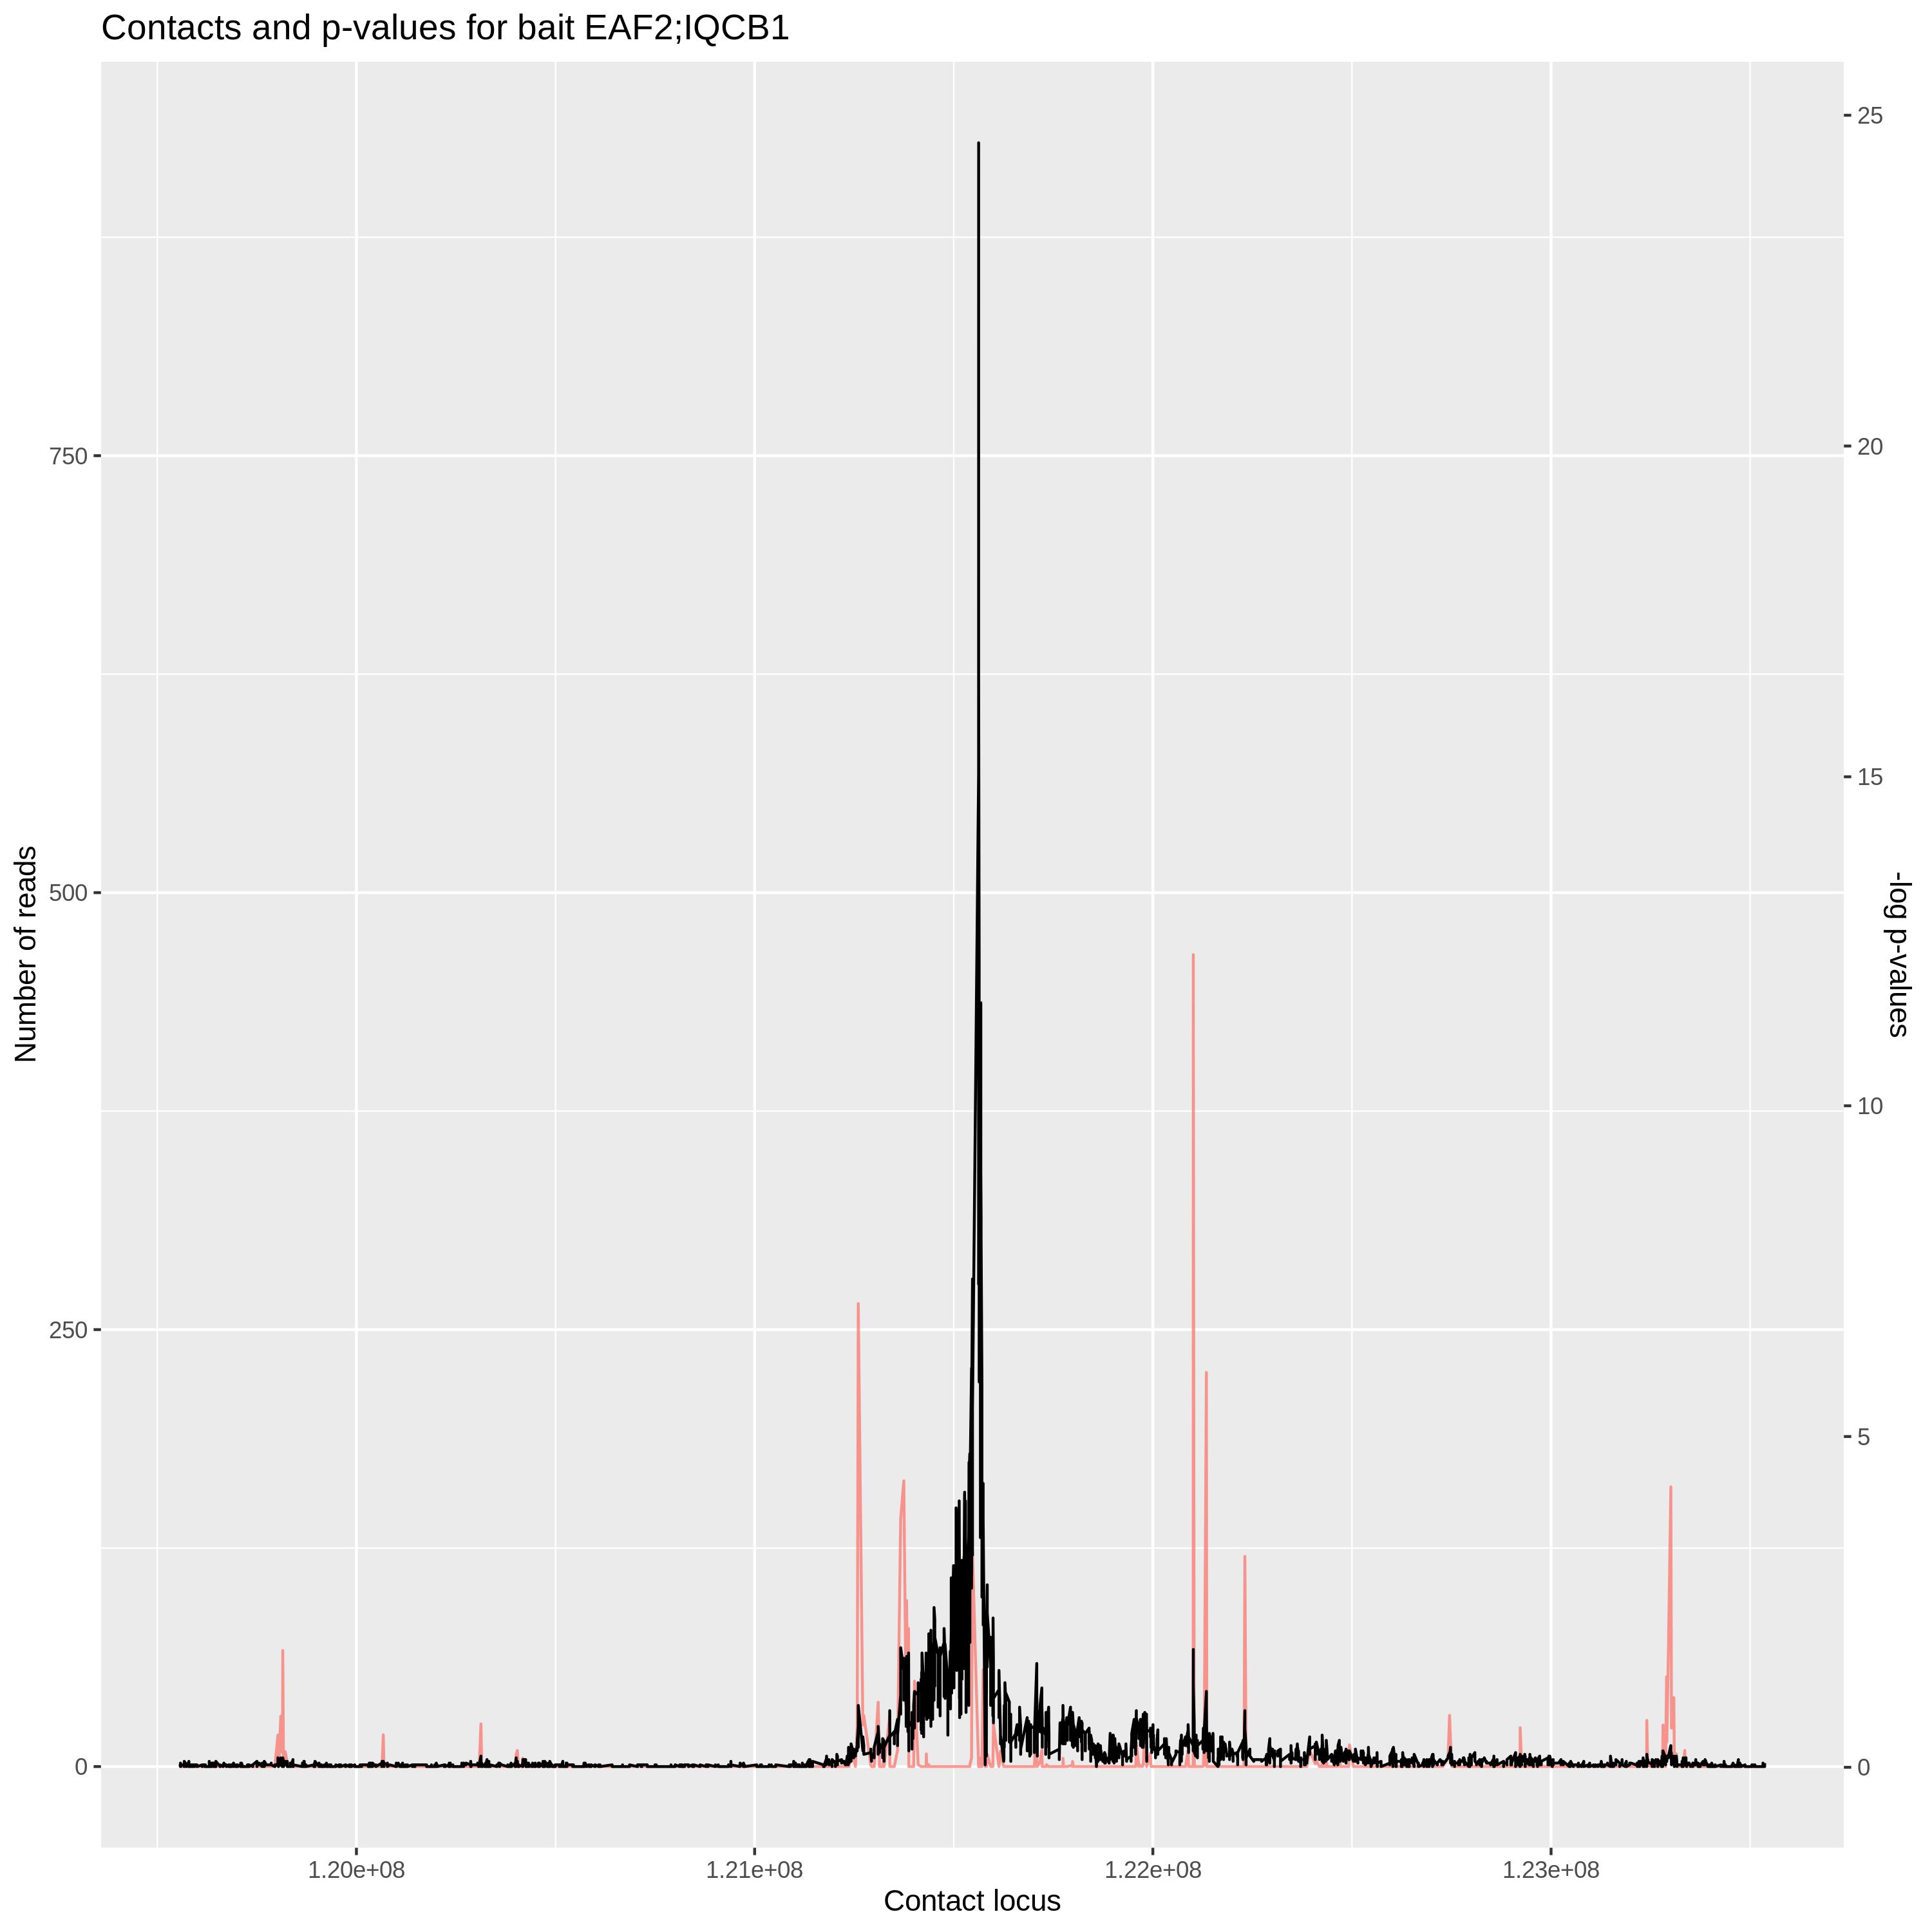 Contacts and p-values for bait EAF2;IQCB1
Number of reads
750
500
250
0
25
20
15
10
5
0
-log p-values
1.20e+08
1.21e+08
1.22e+08
1.23e+08
Contact locus